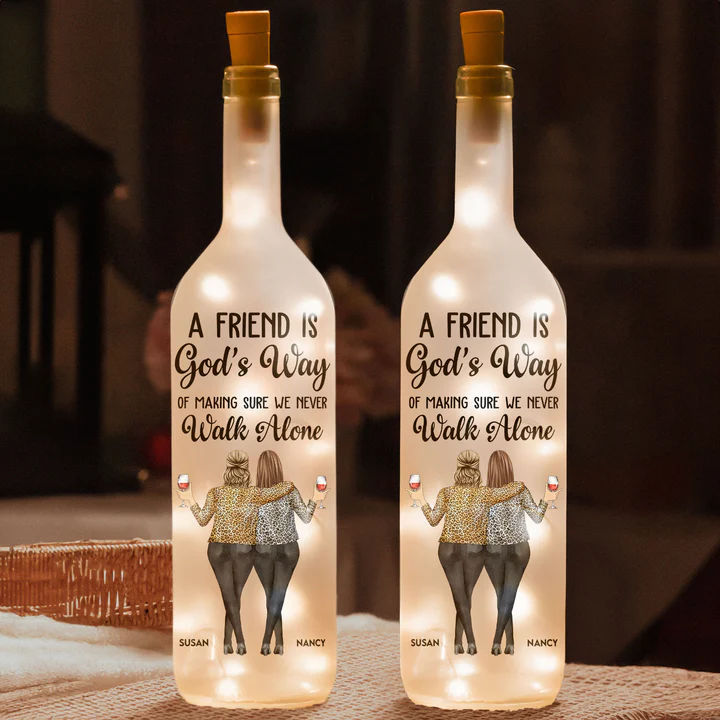 A FRIEND IS
God's Way
OF MAKING SURE WE NEVER
Walk Alone
SUSAN NANCY
A FRIEND IS
God's Way
OF MAKING SURE WE NEVER
Walk Alone
SUSAN NANCY